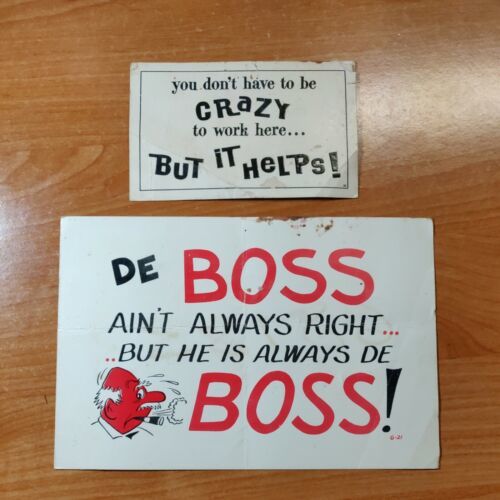 you don't have to be
CRaZY
to work here...
BUT iT HeLPS!
DE BOSS
AIN'T ALWAYS RIGHT...
..BUT HE IS ALWAYS DE
BOSS!
G-21